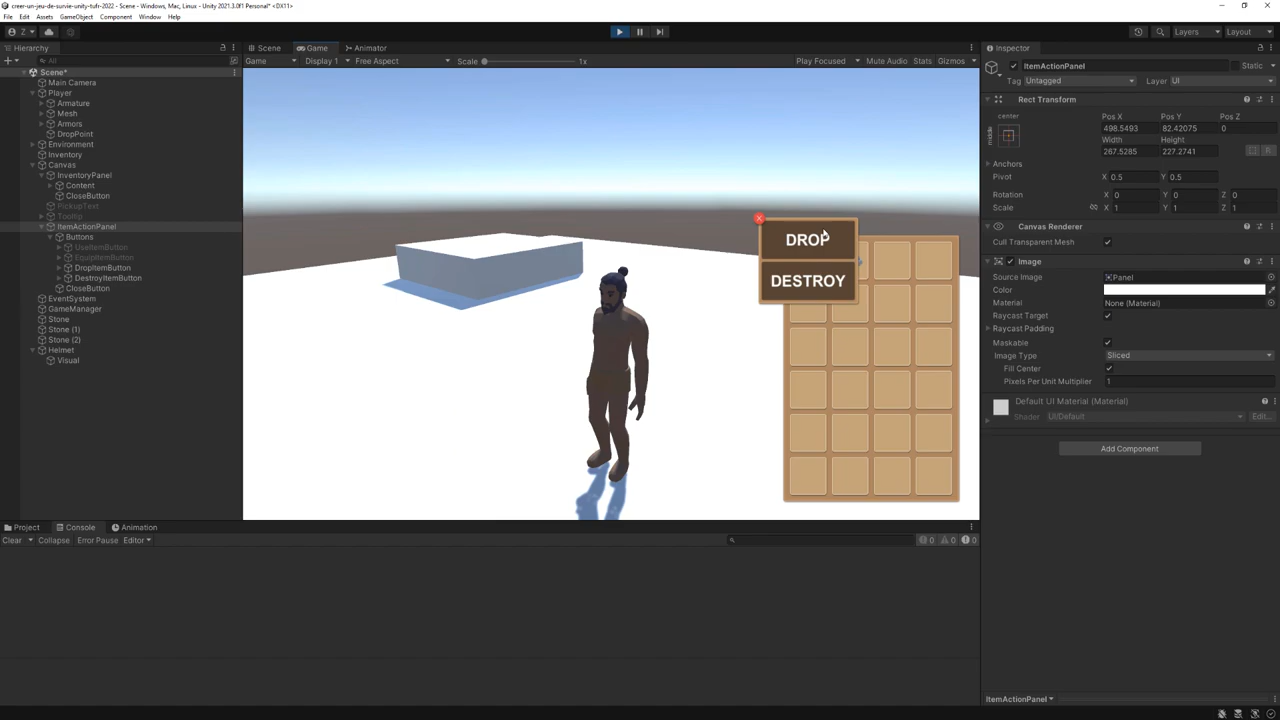 creer-un-jeu-de-survie-unity-tufr-2022 - Scene - Windows, Mac, Linux - Unity 2021.3.0f1 Personal* <DX11>
File Edit Assets GameObject Component Window Help
Z Layers Layout
Hierarchy Scene Game Animator Inspector
All Game Display 1 Free Aspect Scale 1x Play Focused Mute Audio Stats Gizmos
ItemActionPanel Static
Tag Untagged Layer UI
Scene*
Main Camera
Player
Armature
Mesh
Armors
DropPoint
Environment
Inventory
Canvas
InventoryPanel
Content
CloseButton
PickupText
Tooltip
ItemActionPanel
Buttons
UseItemButton
EquipItemButton
DropItemButton
DestroyItemButton
CloseButton
EventSystem
GameManager
Stone
Stone (1)
Stone (2)
Helmet
Visual
DROP
DESTROY
Rect Transform
center
middle
Pos X Pos Y Pos Z
498.5493 82.42075 0
Width Height
267.5285 227.2741
R
Anchors
Pivot X 0.5 Y 0.5
Rotation X 0 Y 0 Z 0
Scale X 1 Y 1 Z 1
Canvas Renderer
Cull Transparent Mesh
Image
Source Image Panel
Color
Material None (Material)
Raycast Target
Raycast Padding
Maskable
Image Type Sliced
Fill Center
Pixels Per Unit Multiplier 1
Default UI Material (Material)
Shader UI/Default Edit...
Add Component
Project Console Animation
Clear Collapse Error Pause Editor 0 0 0
ItemActionPanel